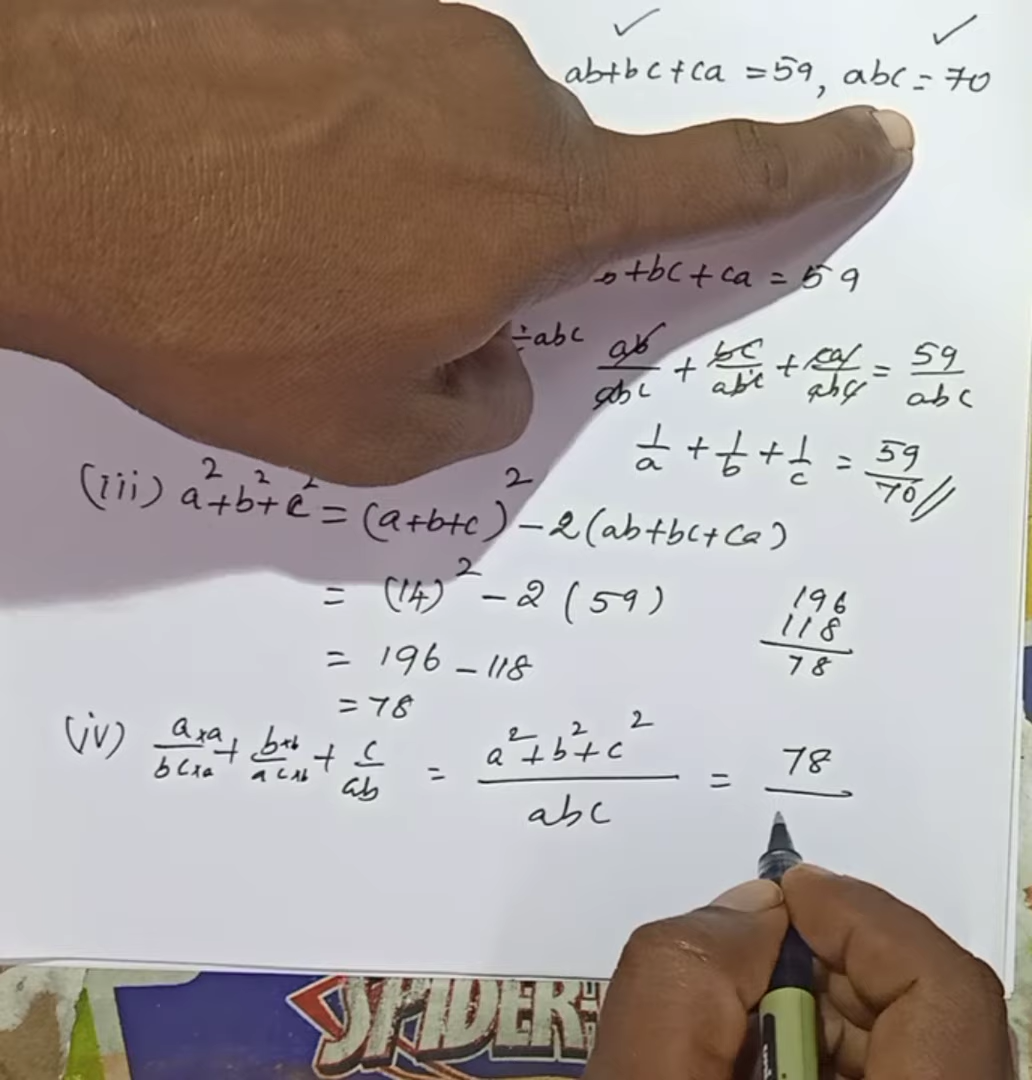 ab+bc+ca = 59, abc = 70
+bc+ca = 59
÷abc ab/abc + bc/abc + ca/abc = 59/abc
1/a + 1/b + 1/c = 59/70 //
(iii) a²+b²+c² = (a+b+c)² - 2(ab+bc+ca)
= (14)² - 2(59)
196
118
78
= 196 - 118
= 78
(iv) a×a/bc×a + b×b/ac×b + c/ab = a²+b²+c²/abc = 78
SPIDER